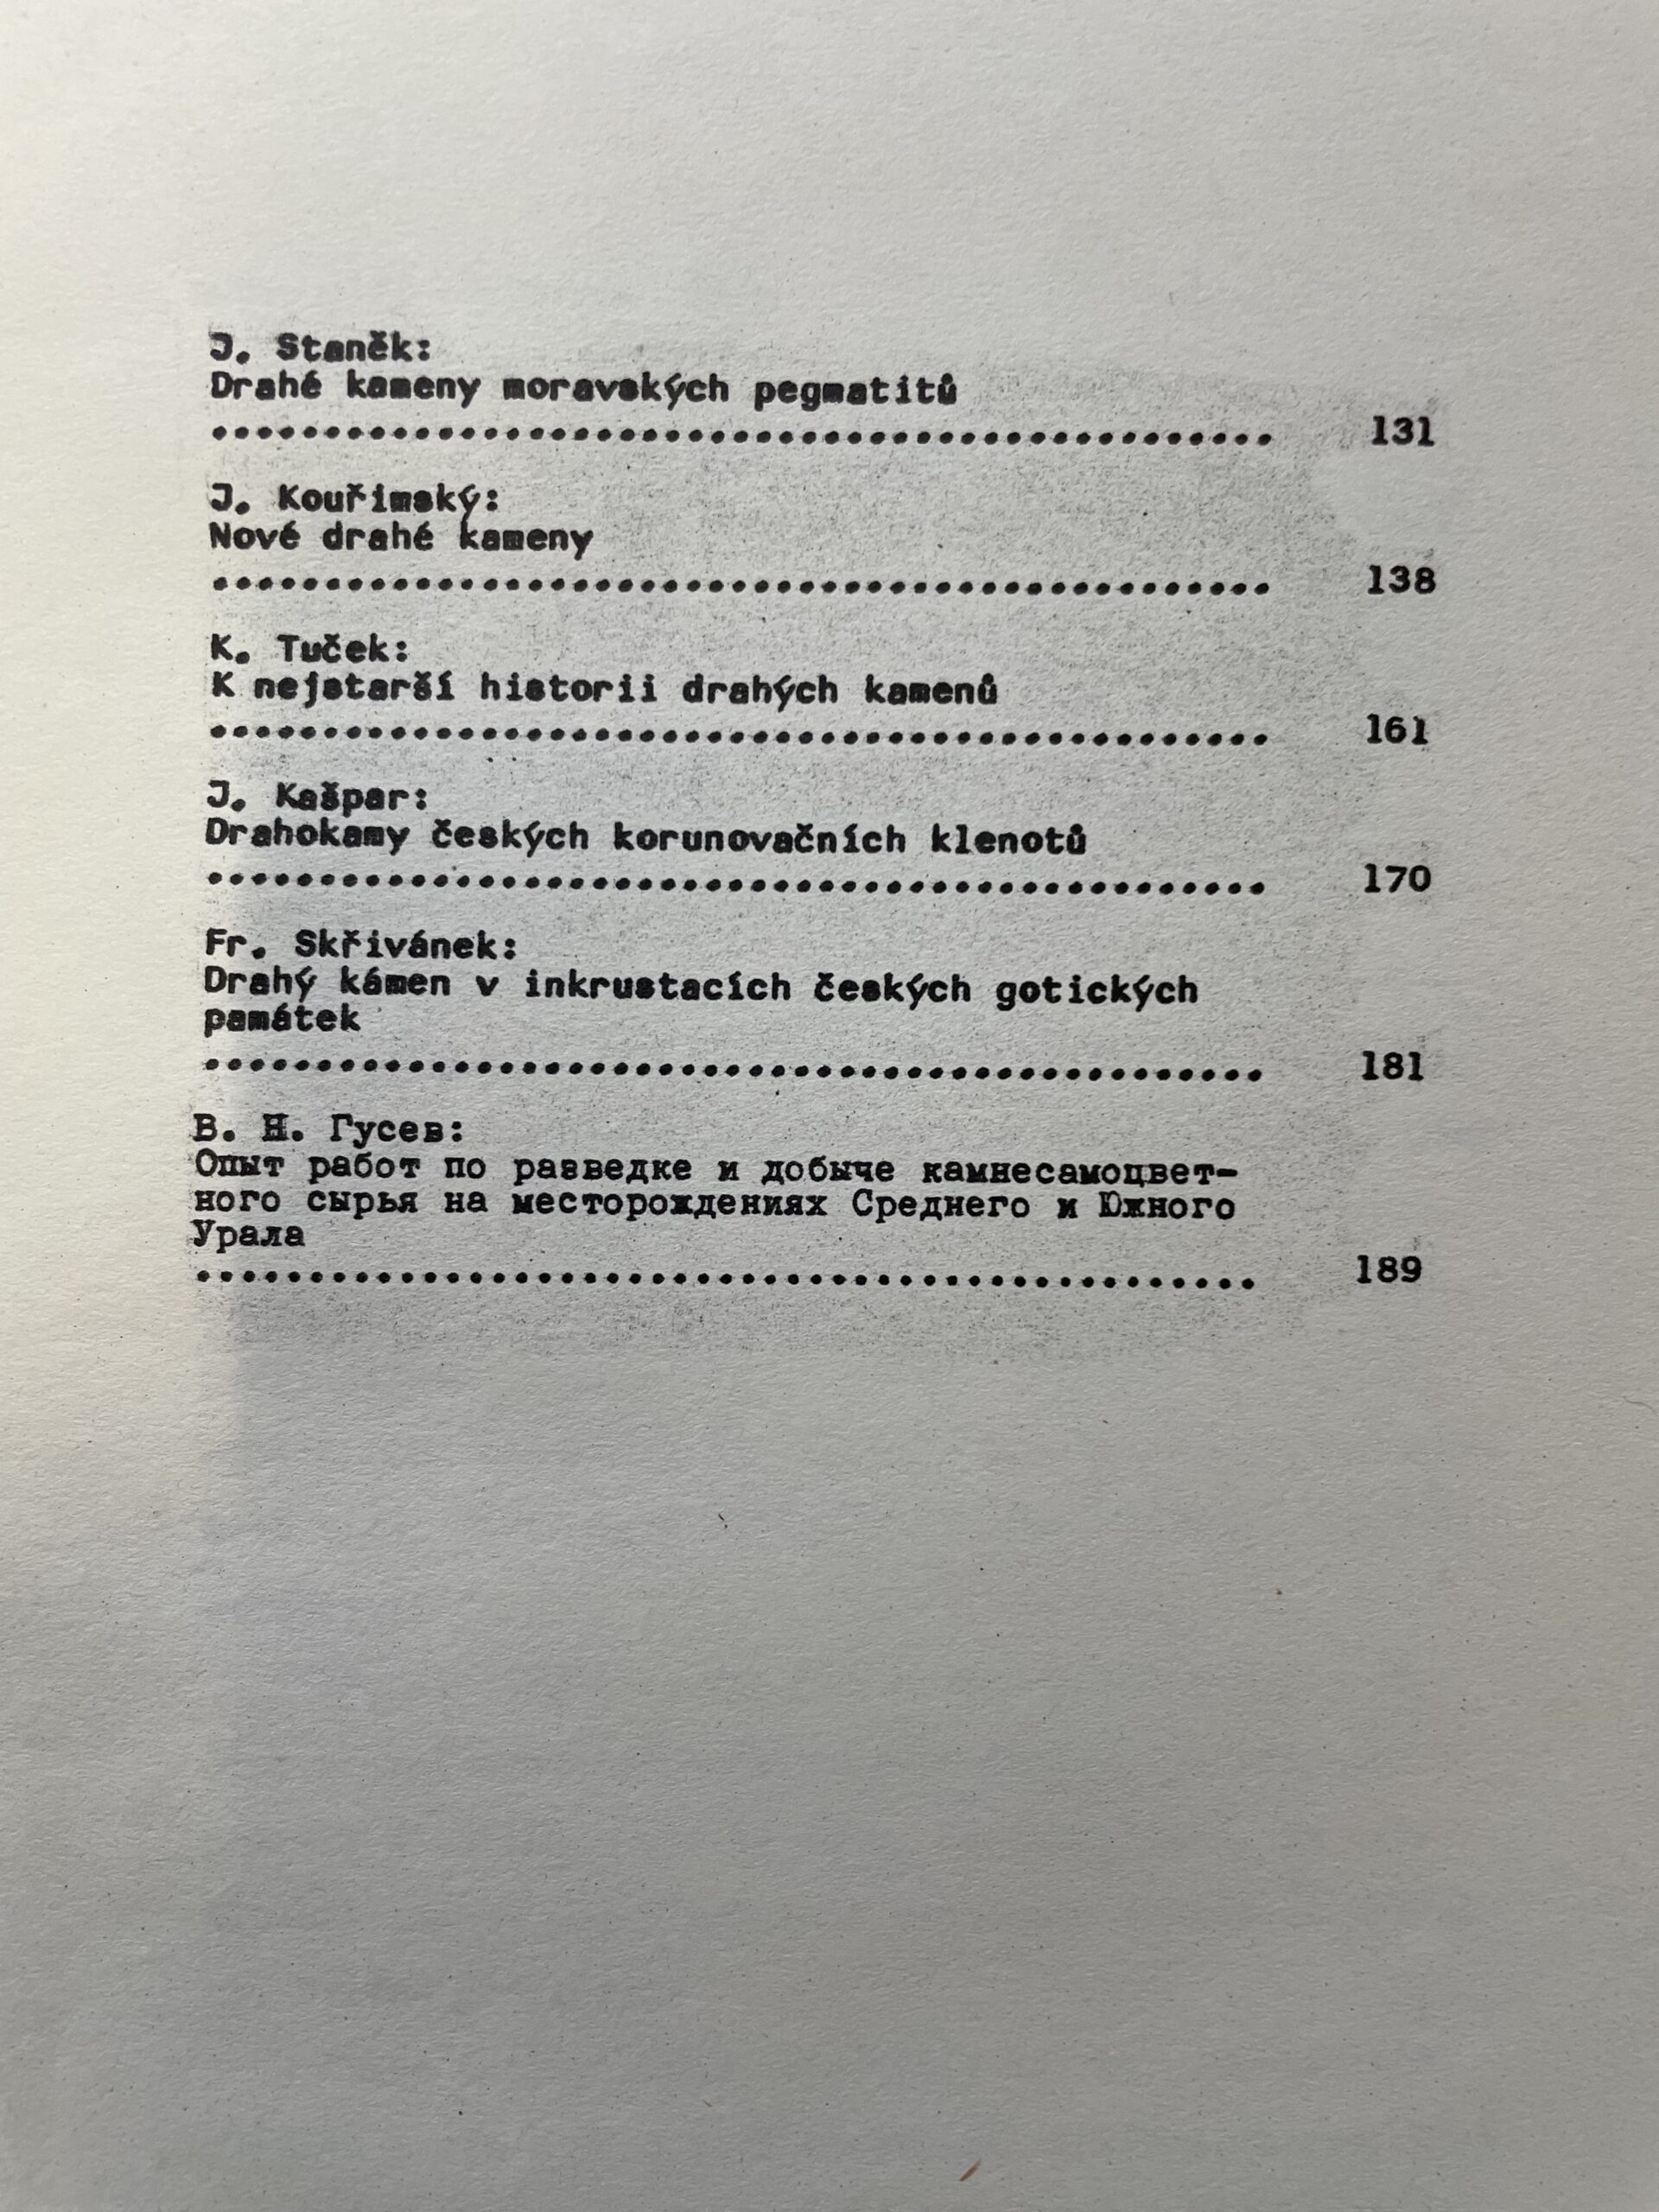 J. Staněk:
Drahé kameny moravských pegmatitů
............................................... 131
J. Kouřimský:
Nové drahé kameny
............................................... 138
K. Tuček:
K nejstarší historii drahých kamenů
............................................... 161
J. Kašpar:
Drahokamy českých korunovačních klenotů
............................................... 170
Fr. Skřivánek:
Drahý kámen v inkrustacích českých gotických
památek
............................................... 181
В. Н. Гусев:
Опыт работ по разведке и добыче камнесамоцвет-
ного сырья на месторождениях Среднего и Южного
Урала
............................................... 189